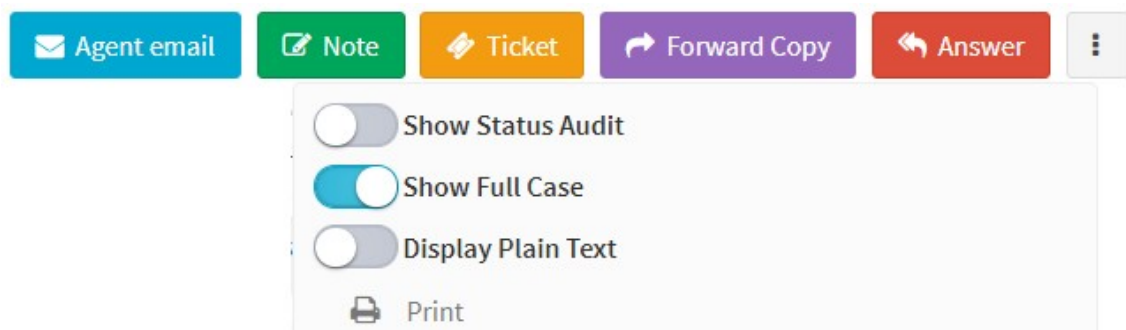 Agent email Note Ticket Forward Copy Answer
Show Status Audit
Show Full Case
Display Plain Text
Print